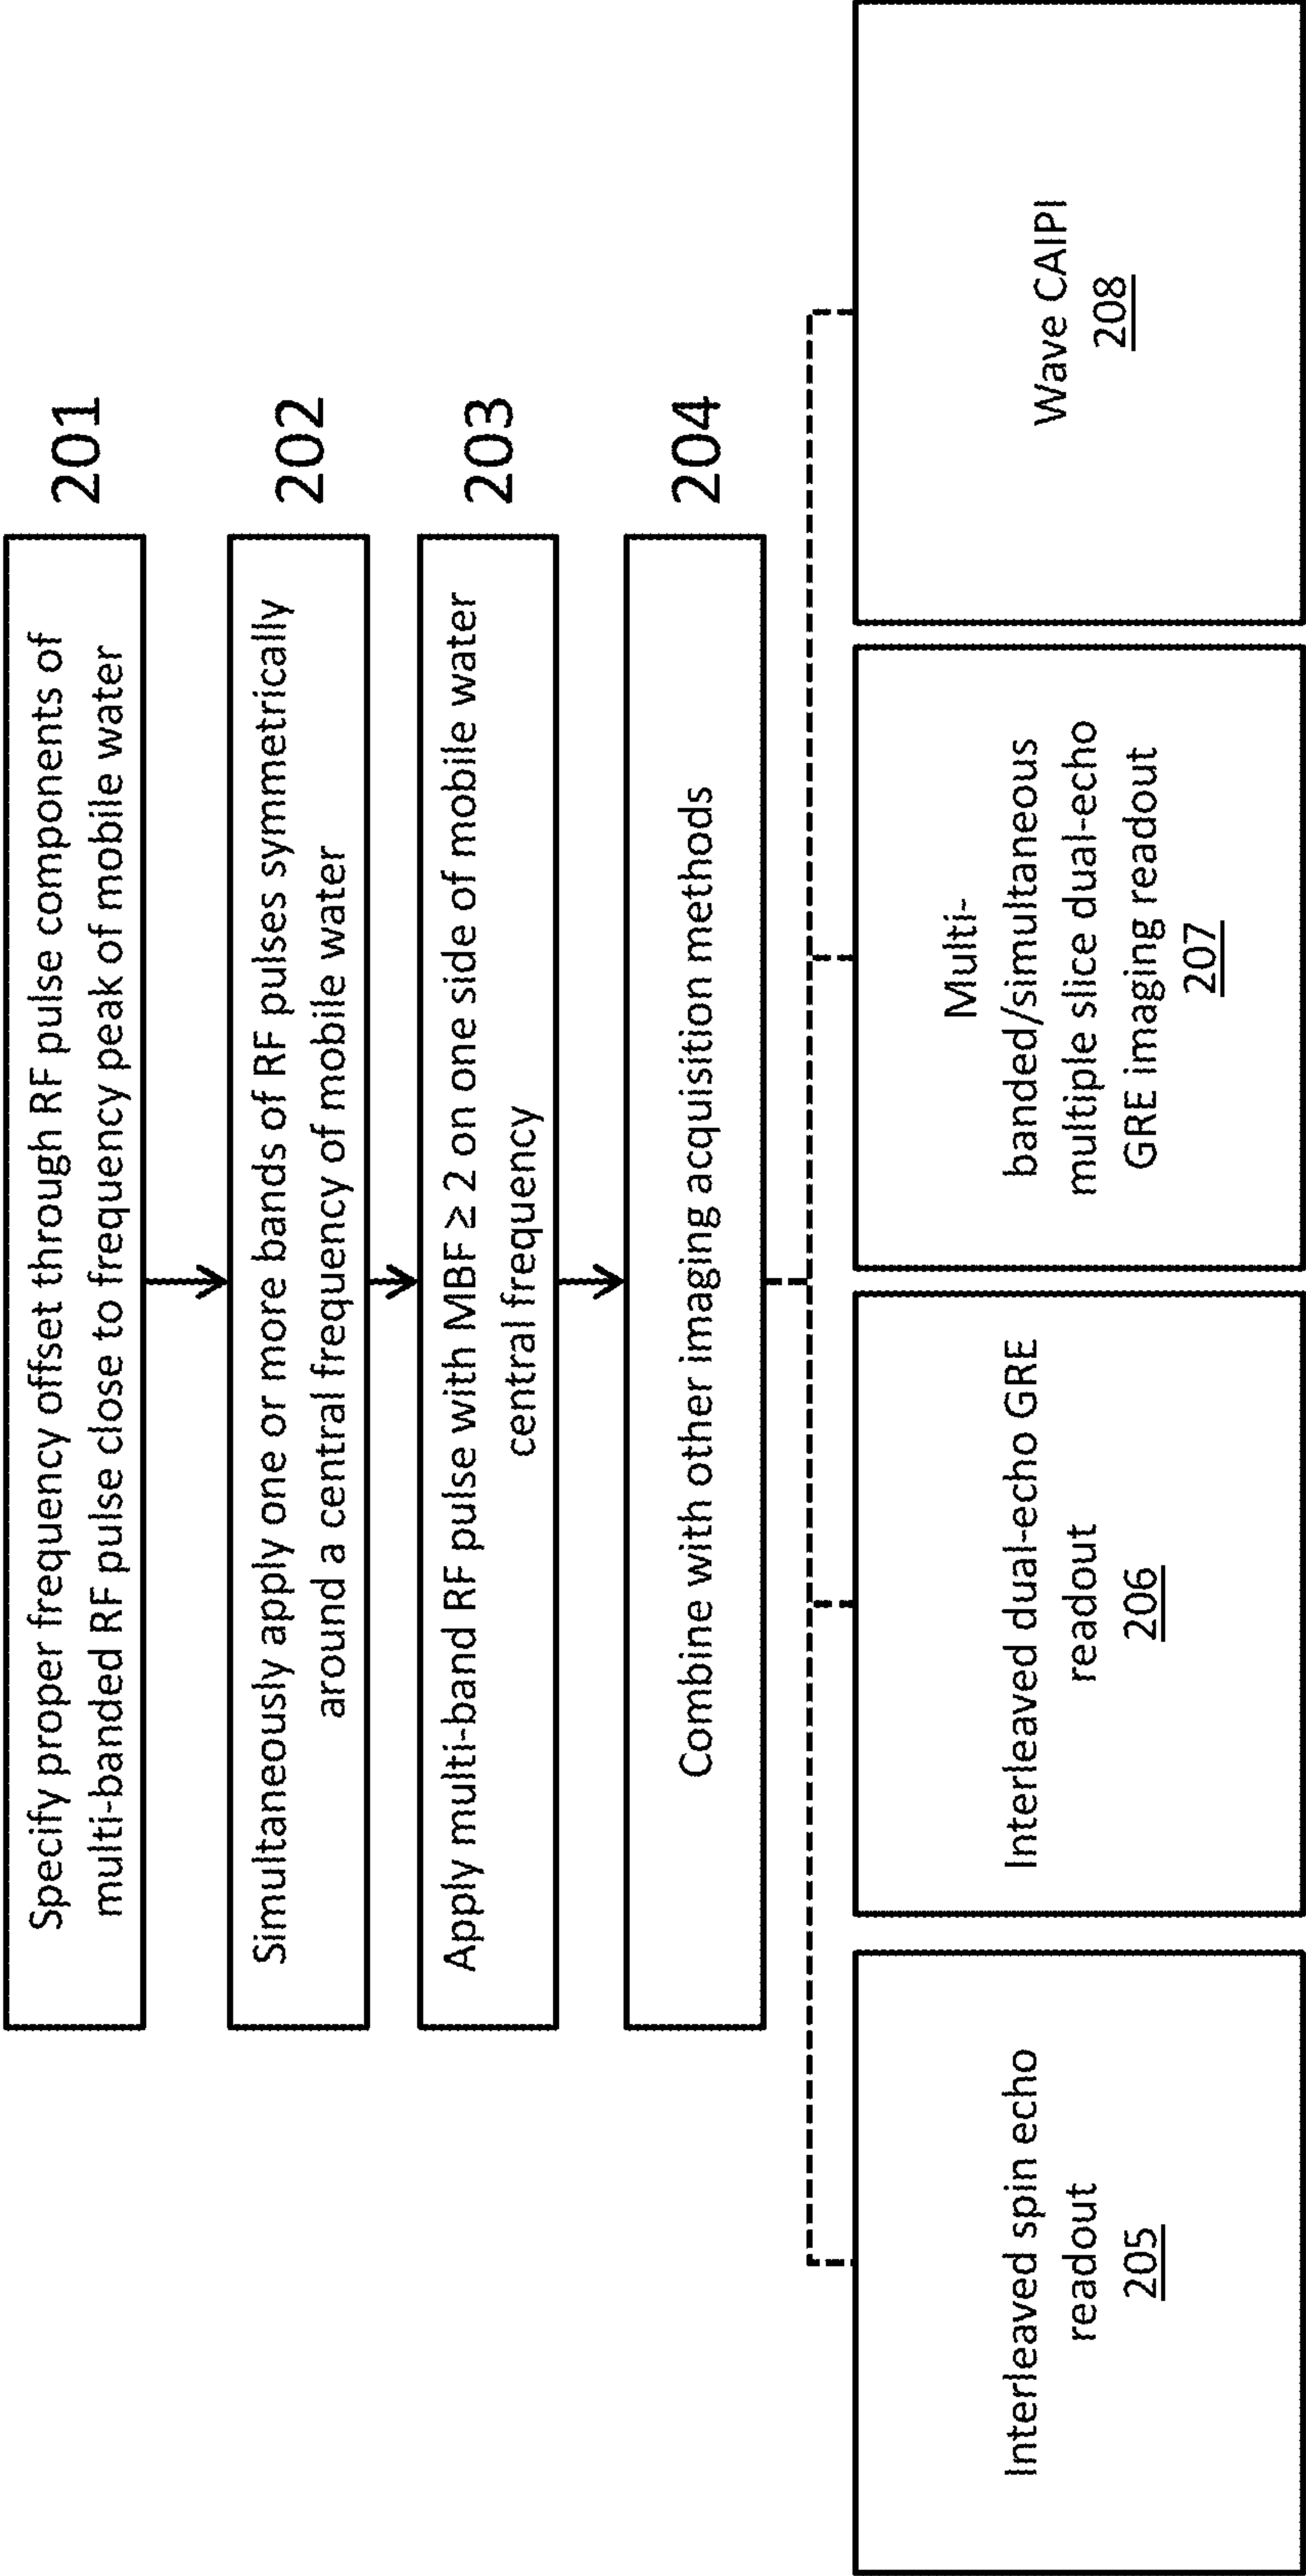 Specify proper frequency offset through RF pulse components of
multi-banded RF pulse close to frequency peak of mobile water
201
Simultaneously apply one or more bands of RF pulses symmetrically
around a central frequency of mobile water
202
Apply multi-band RF pulse with MBF ≥ 2 on one side of mobile water
central frequency
203
Combine with other imaging acquisition methods
204
Interleaved spin echo
readout
205
Interleaved dual-echo GRE
readout
206
Multi-
banded/simultaneous
multiple slice dual-echo
GRE imaging readout
207
Wave CAIPI
208